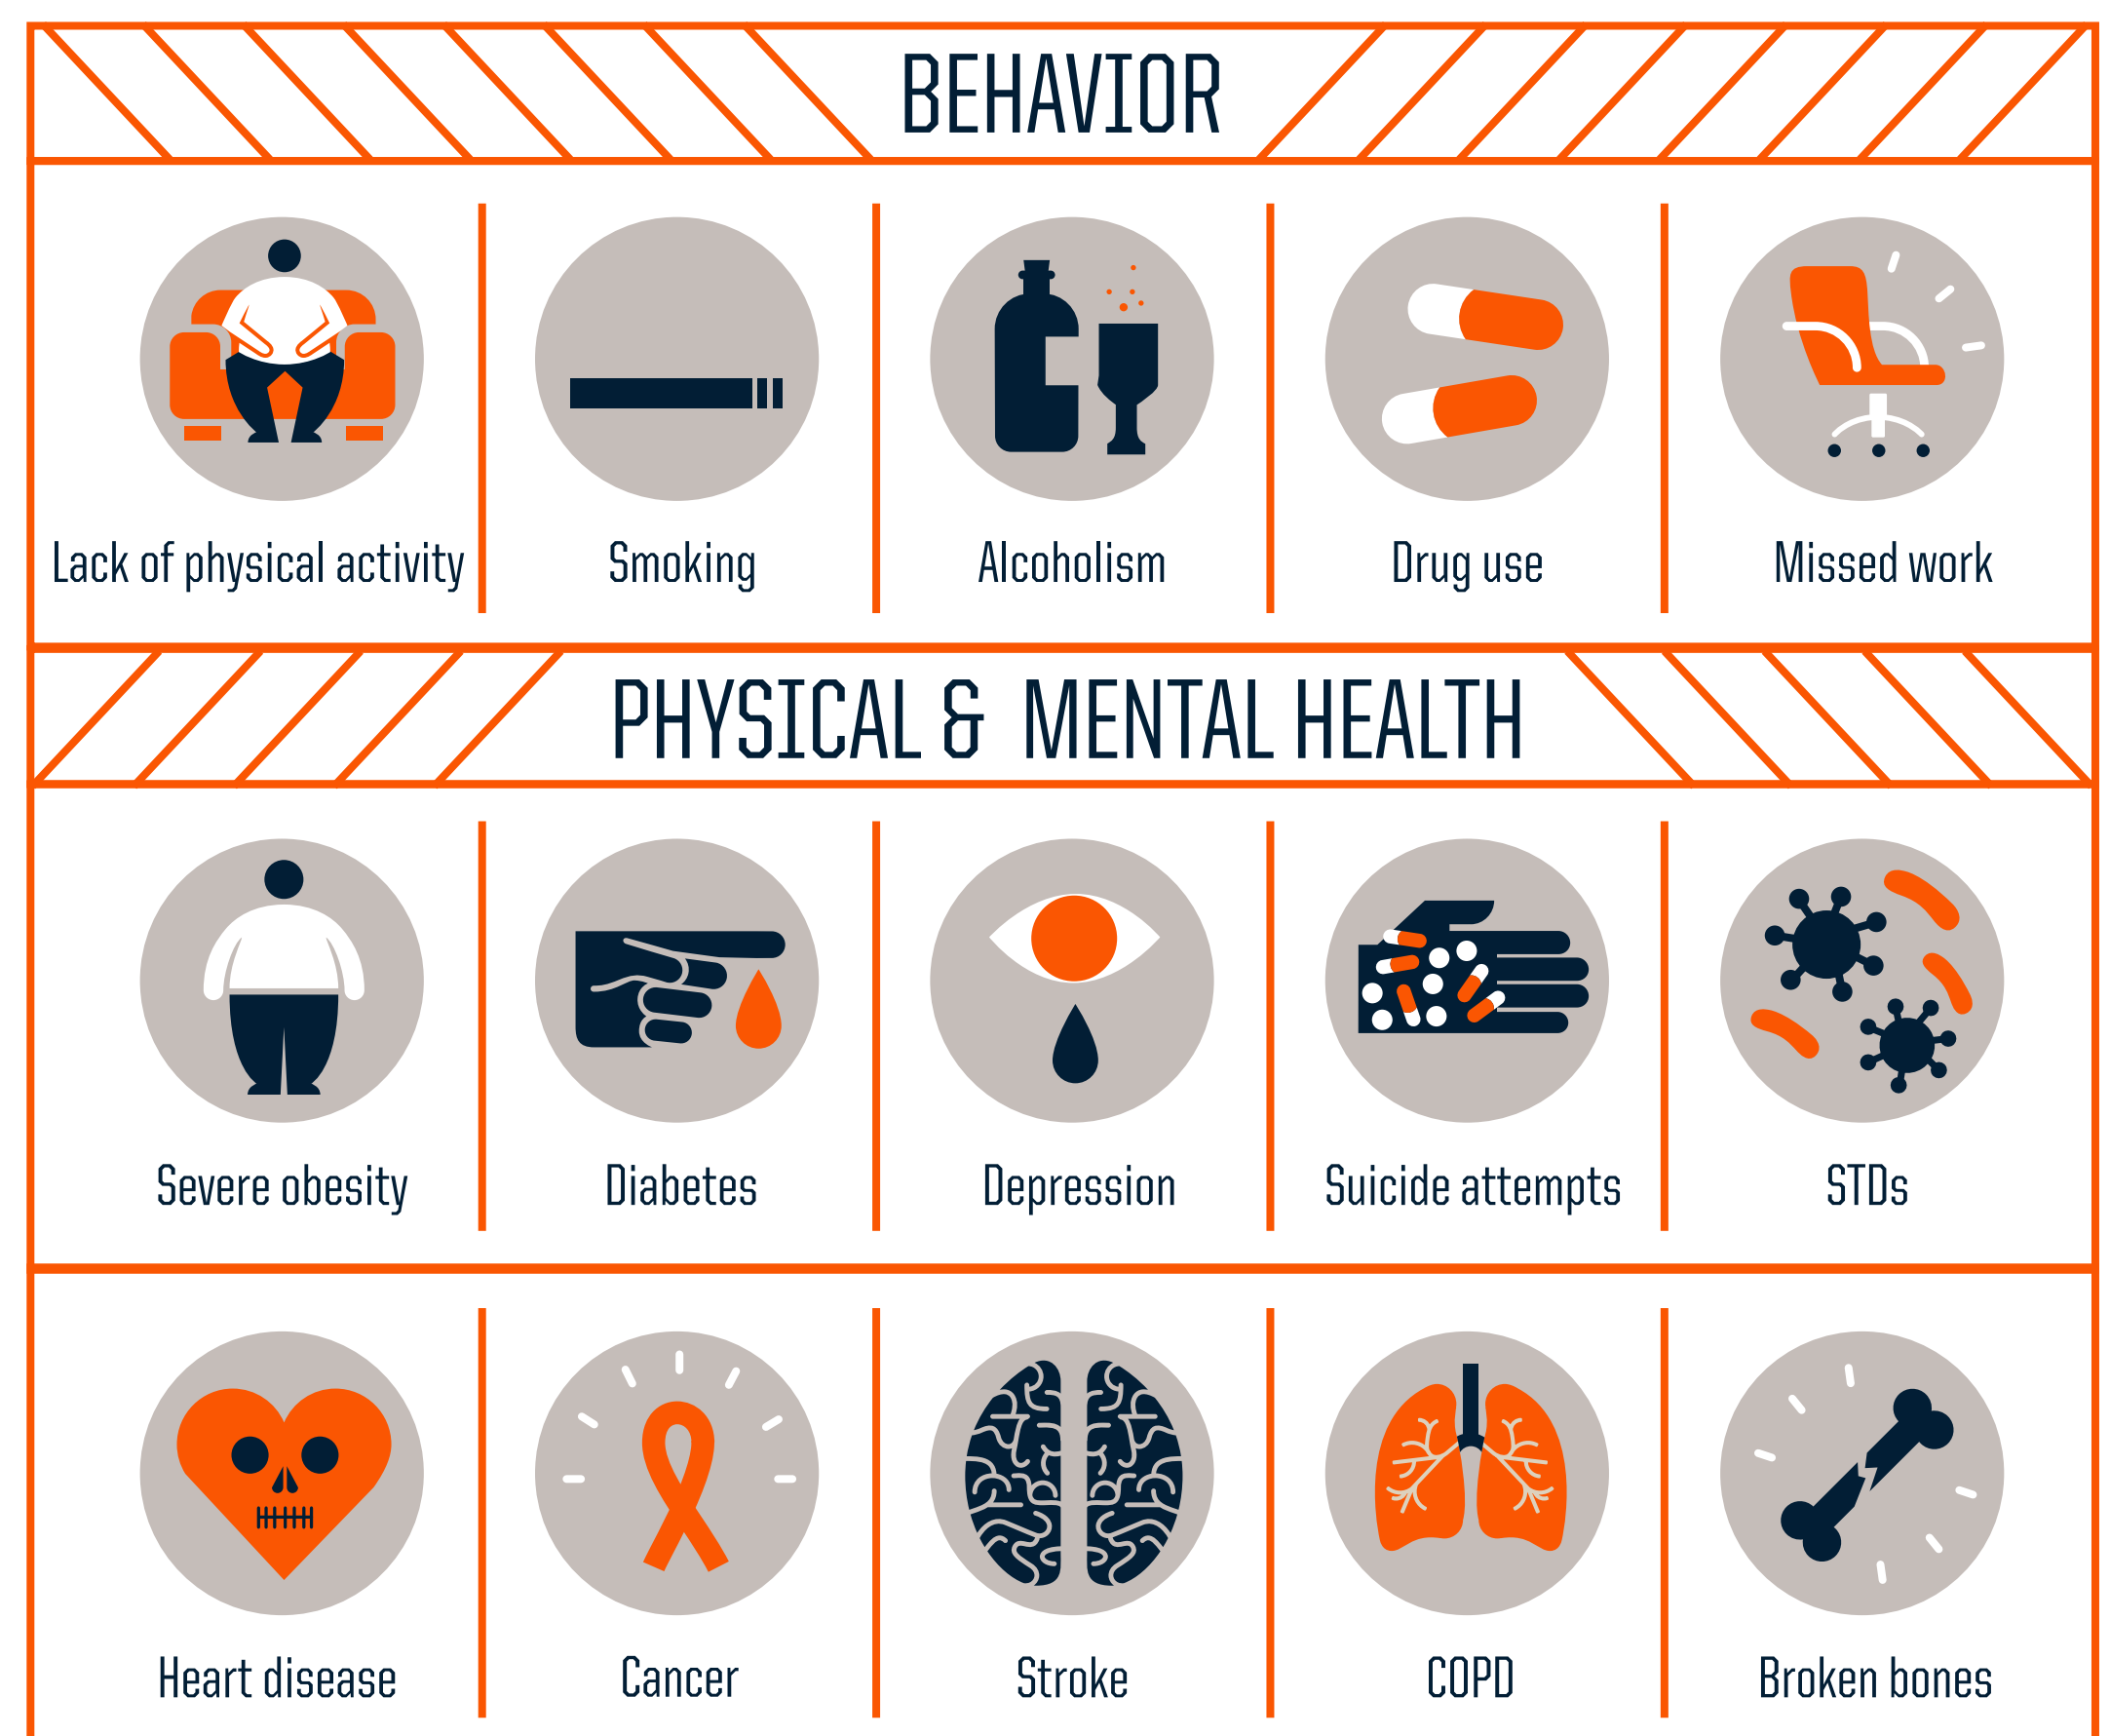 BEHAVIOR
Lack of physical activity
Smoking
Alcoholism
Drug use
Missed work
PHYSICAL & MENTAL HEALTH
Severe obesity
Diabetes
Depression
Suicide attempts
STDs
Heart disease
Cancer
Stroke
COPD
Broken bones